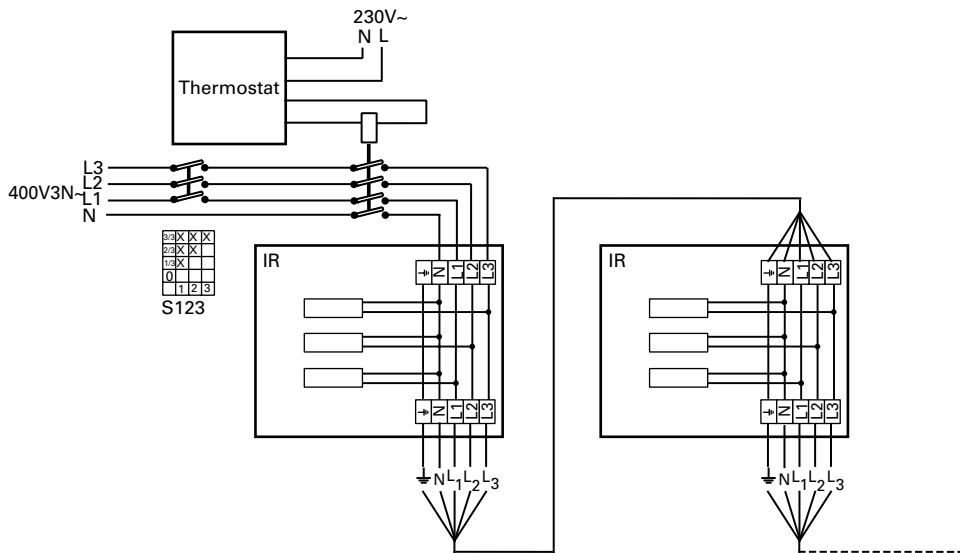 230V~
N L
Thermostat
L3
L2
400V3N~
L1
N
3/3 X X X
2/3 X X
1/3 X
0
1 2 3
S123
IR
⏚ N L1 L2 L3
⏚ N L1 L2 L3
⏚ N L1 L2 L3
IR
⏚ N L1 L2 L3
⏚ N L1 L2 L3
⏚ N L1 L2 L3